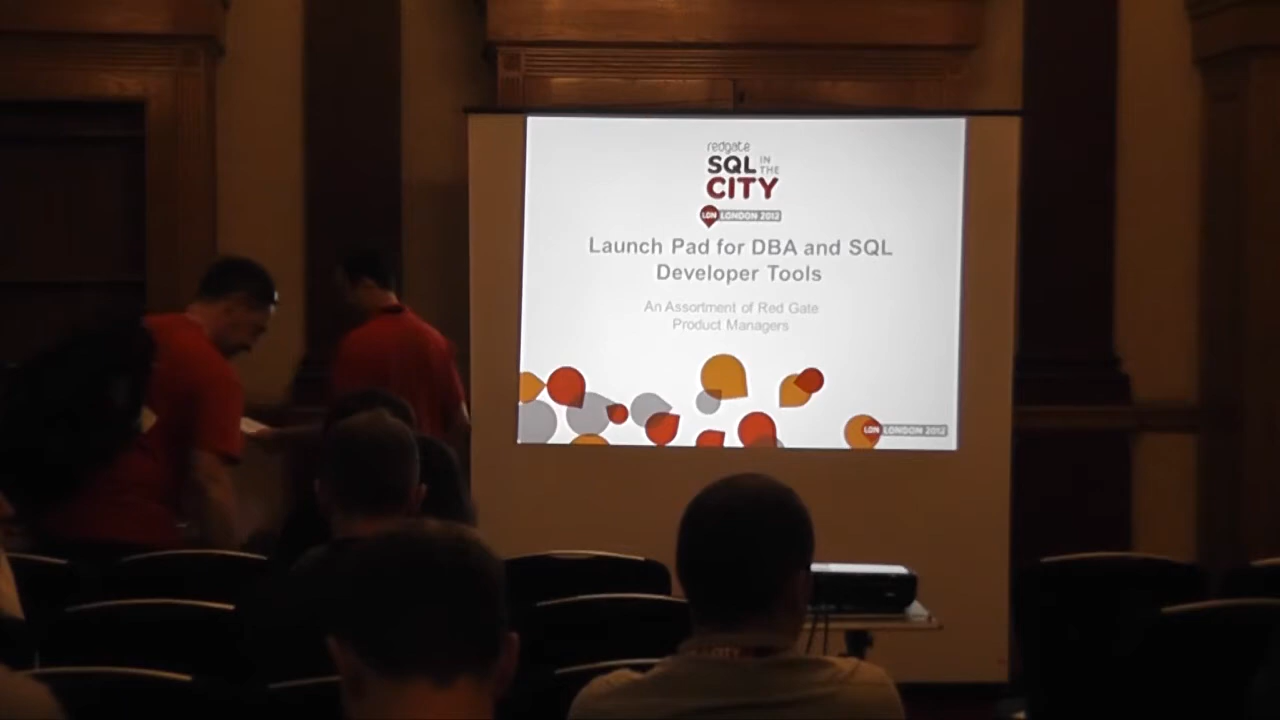 redgate
SQL IN THE
CITY
LDN LONDON 2012
Launch Pad for DBA and SQL
Developer Tools
An Assortment of Red Gate
Product Managers
LDN LONDON 2012